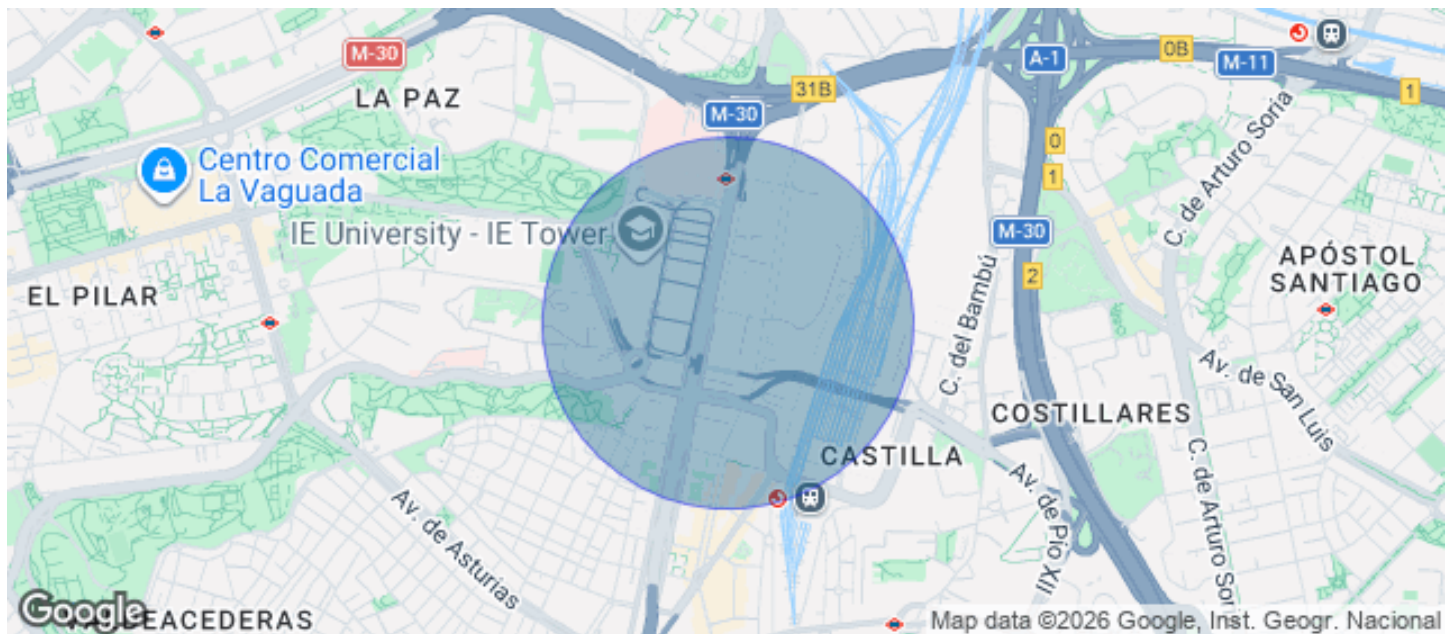 M-30
LA PAZ
31B
A-1
0B
M-11
1
M-30
Centro Comercial
La Vaguada
0
1
C. de Arturo Soria
IE University - IE Tower
M-30
2
APÓSTOL
SANTIAGO
EL PILAR
C. del Bambú
Av. de San Luis
COSTILLARES
CASTILLA
Av. de Asturias
Av. de Pío XII
C. de Arturo Sor
Google
VALDEACEDERAS
Map data ©2026 Google, Inst. Geogr. Nacional